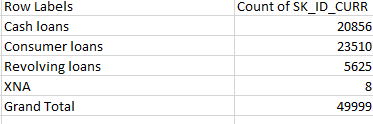 Row Labels Count of SK_ID_CURR
Cash loans 20856
Consumer loans 23510
Revolving loans 5625
XNA 8
Grand Total 49999